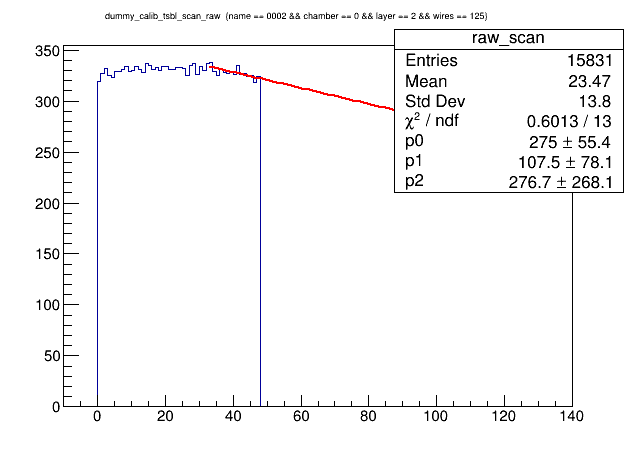 dummy_calib_tsbl_scan_raw (name == 0002 && chamber == 0 && layer == 2 && wires == 125)
raw_scan
Entries 15831
Mean 23.47
Std Dev 13.8
χ² / ndf 0.6013 / 13
p0 275 ± 55.4
p1 107.5 ± 78.1
p2 276.7 ± 268.1
350
300
250
200
150
100
50
0
0 20 40 60 80 100 120 140